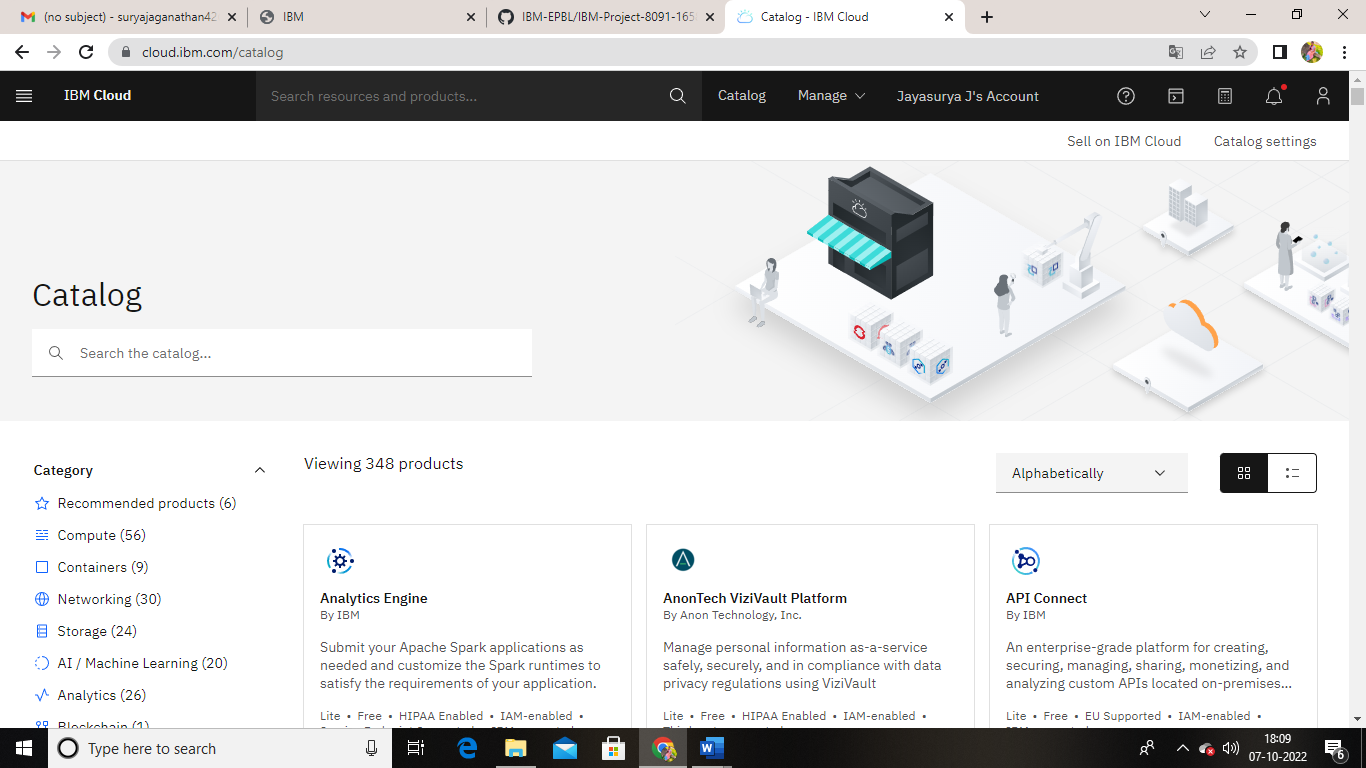 (no subject) - suryajaganathan42
IBM
IBM-EPBL/IBM-Project-8091-165
Catalog - IBM Cloud
cloud.ibm.com/catalog
IBM Cloud
Search resources and products...
Catalog
Manage
Jayasurya J's Account
Sell on IBM Cloud
Catalog settings
Catalog
Search the catalog...
Category
Recommended products (6)
Compute (56)
Containers (9)
Networking (30)
Storage (24)
AI / Machine Learning (20)
Analytics (26)
Blockchain (1)
Viewing 348 products
Alphabetically
Analytics Engine
By IBM
Submit your Apache Spark applications as
needed and customize the Spark runtimes to
satisfy the requirements of your application.
Lite • Free • HIPAA Enabled • IAM-enabled •
AnonTech ViziVault Platform
By Anon Technology, Inc.
Manage personal information as-a-service
safely, securely, and in compliance with data
privacy regulations using ViziVault
Lite • Free • HIPAA Enabled • IAM-enabled •
API Connect
By IBM
An enterprise-grade platform for creating,
securing, managing, sharing, monetizing, and
analyzing custom APIs located on-premises...
Lite • Free • EU Supported • IAM-enabled •
Type here to search
18:09
07-10-2022
6